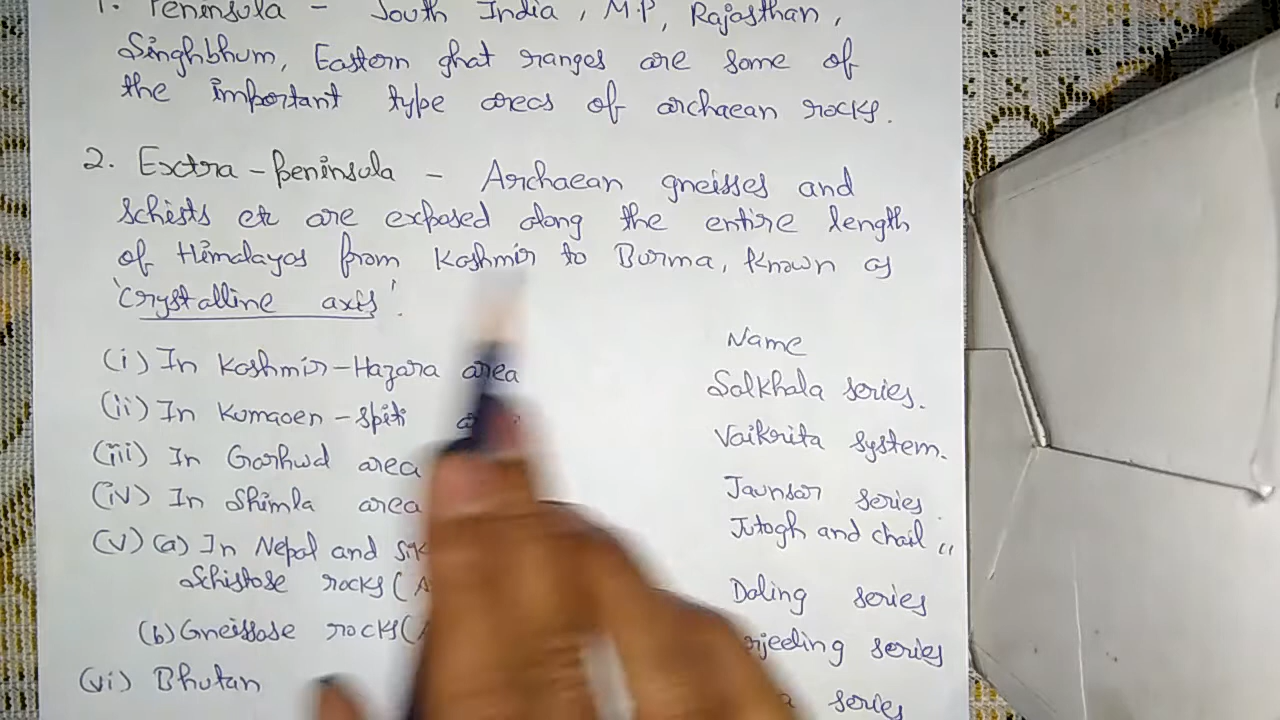 1. Peninsula - South India, M.P, Rajasthan,
Singhbhum, Eastern ghat ranges are some of
the important type areas of archaean rocks.
2. Extra-peninsula - Archaean gneisses and
schists etc are exposed along the entire length
of Himalayas from Kashmir to Burma, known as
'Crystalline axis'.
Name
(i) In Kashmir-Hazara area Salkhala series.
(ii) In Kumaoen-spiti Vaikrita system.
(iii) In Garhwal area Jaunsar series.
(iv) In Shimla area Jutogh and chail "
(v) (a) In Nepal and
Schistose rocks (A Daling series
(b) Gneissose rocks ( rjeeling series
(vi) Bhutan series